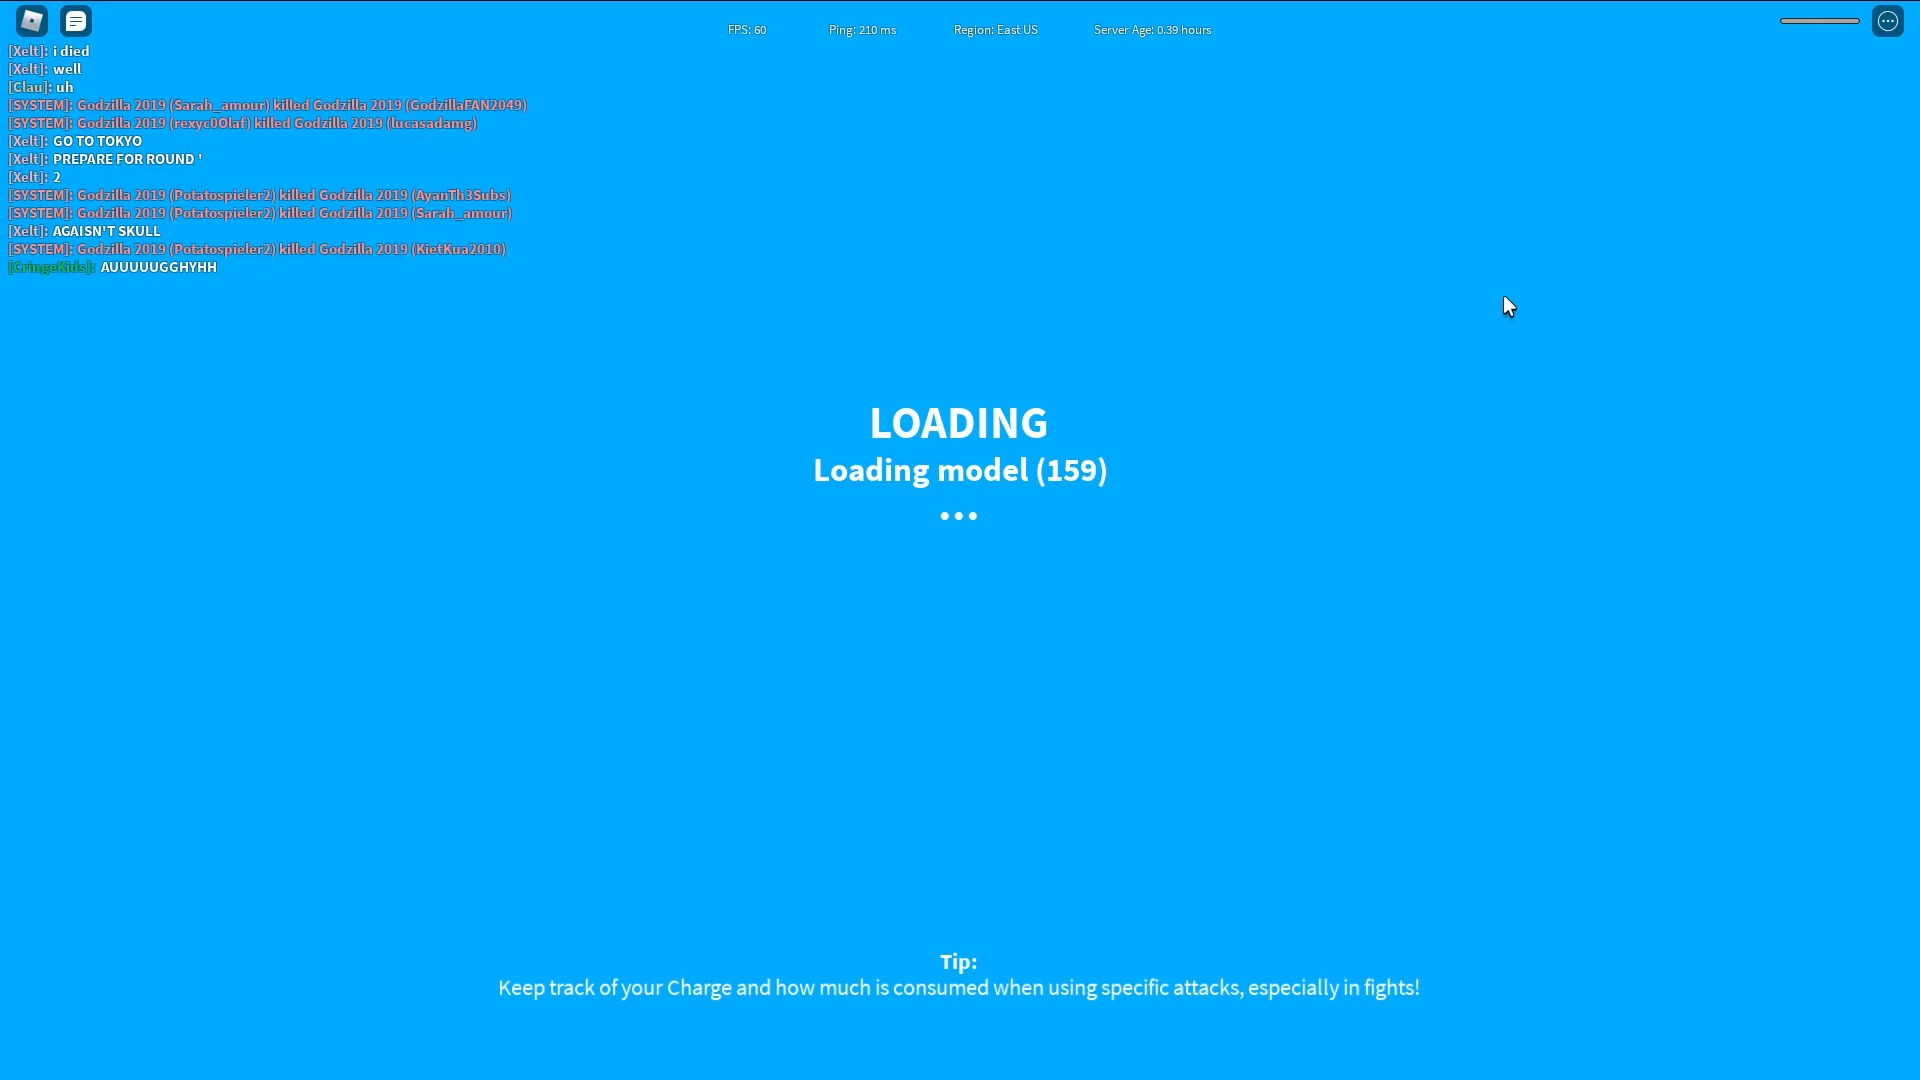 FPS: 60 Ping: 210 ms Region: East US Server Age: 0.39 hours
[Xelt]: i died
[Xelt]: well
[Clau]: uh
[SYSTEM]: Godzilla 2019 (Sarah_amour) killed Godzilla 2019 (GodzillaFAN2049)
[SYSTEM]: Godzilla 2019 (rexyc0Olaf) killed Godzilla 2019 (lucasadamg)
[Xelt]: GO TO TOKYO
[Xelt]: PREPARE FOR ROUND '
[Xelt]: 2
[SYSTEM]: Godzilla 2019 (Potatospieler2) killed Godzilla 2019 (AyanTh3Subs)
[SYSTEM]: Godzilla 2019 (Potatospieler2) killed Godzilla 2019 (Sarah_amour)
[Xelt]: AGAISN'T SKULL
[SYSTEM]: Godzilla 2019 (Potatospieler2) killed Godzilla 2019 (KietKua2010)
[CringeKids]: AUUUUUGGHYHH
LOADING
Loading model (159)
...
Tip:
Keep track of your Charge and how much is consumed when using specific attacks, especially in fights!